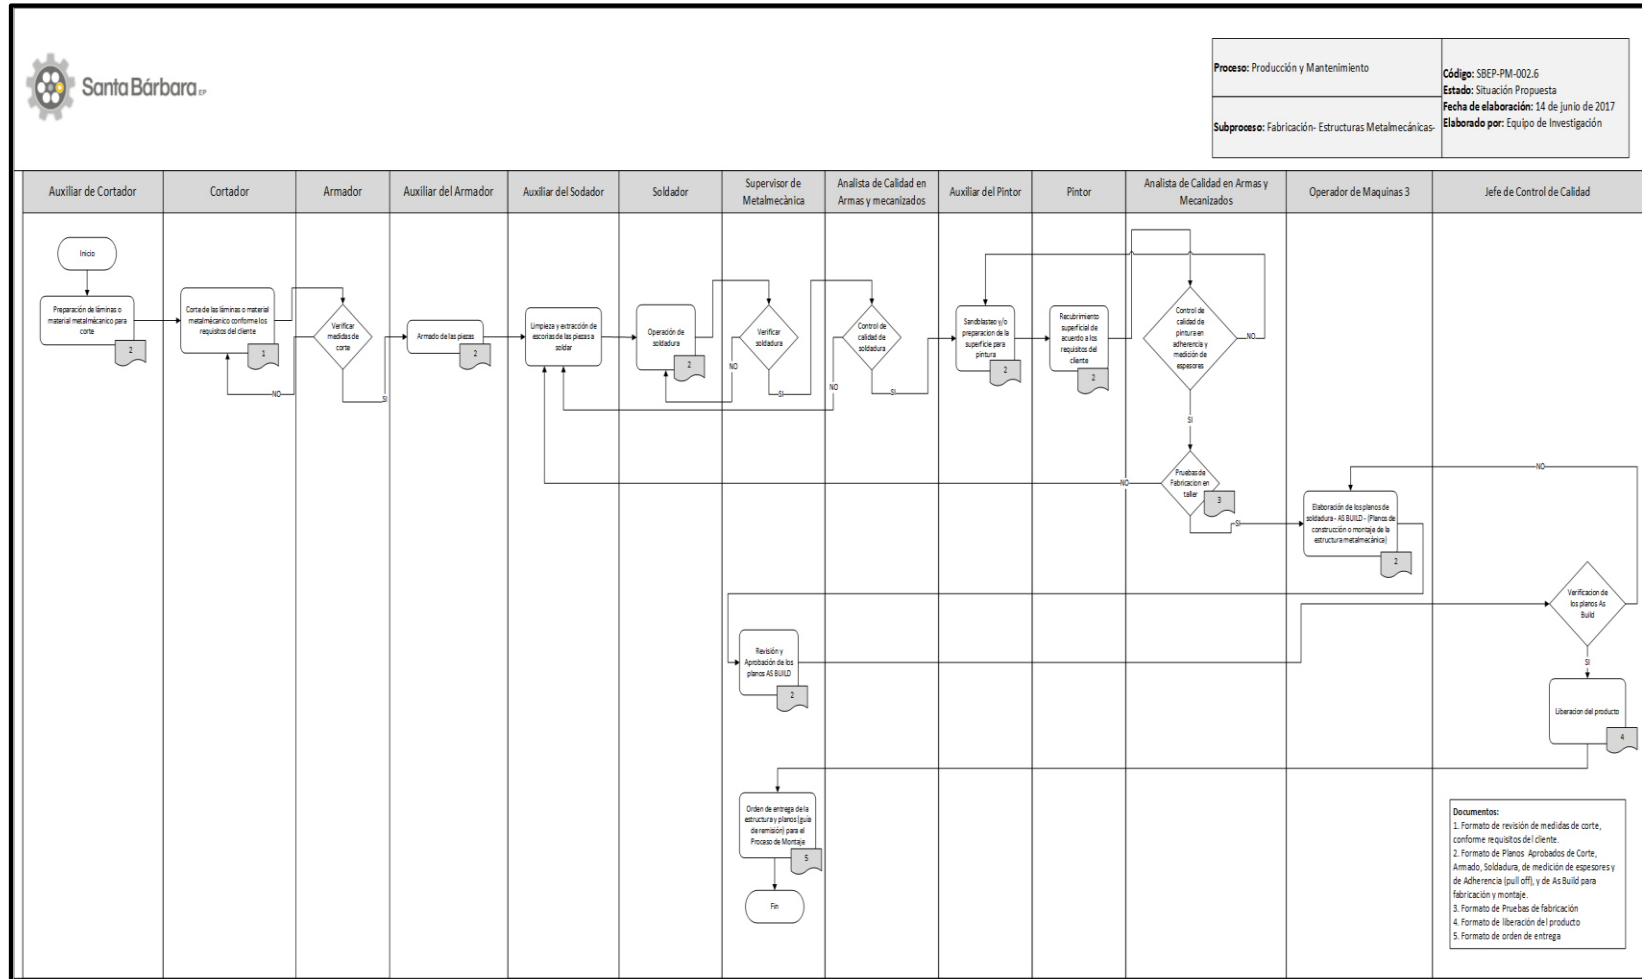 Santa Bárbara EP
Proceso: Producción y Mantenimiento
Subproceso: Fabricación- Estructuras Metalmecánicas-
Código: SBEP-PM-002.6
Estado: Situación Propuesta
Fecha de elaboración: 14 de junio de 2017
Elaborado por: Equipo de Investigación
Auxiliar de Cortador
Cortador
Armador
Auxiliar del Armador
Auxiliar del Sodador
Soldador
Supervisor de
Metalmecànica
Analista de Calidad en
Armas y mecanizados
Auxiliar del Pintor
Pintor
Analista de Calidad en Armas y
Mecanizados
Operador de Maquinas 3
Jefe de Control de Calidad
Inicio
Preparación de láminas o
material metalmécánico para
corte
2
Corte de las láminas o material
metalmécánico conforme los
requisitos del cliente
1
NO
Verificar
medidas de
corte
SI
Armado de las piezas
2
Limpieza y extracción de
escorias de las piezas a
soldar
Operación de
soldadura
2
Verificar
soldadura
NO
SI
Control de
calidad de
soldadura
NO
SI
Sandblasteo y/o
preparacion de la
superficie para
pintura
2
Recubrimiento
superficial de
acuerdo a los
requisitos del
cliente
2
Control de
calidad de
pintura en
adherencia y
medición de
espesores
NO
SI
Pruebas de
Fabricacion en
taller
3
NO
SI
Elaboración de los planos de
soldadura - AS BUILD - (Planos de
construcción o montaje de la
estructura metalmecánica)
2
NO
Verificacion de
los planos As
Build
SI
Revisión y
Aprobación de los
planos AS BUILD
2
Liberacion del producto
4
Orden de entrega de la
estructura y planos (guía
de remisión) para el
Proceso de Montaje
5
Fin
Documentos:
1. Formato de revisión de medidas de corte,
conforme requisitos del cliente.
2. Formato de Planos Aprobados de Corte,
Armado, Soldadura, de medición de espesores y
de Adherencia (pull off), y de As Build para
fabricación y montaje.
3. Formato de Pruebas de fabricación
4. Formato de liberación del producto
5. Formato de orden de entrega